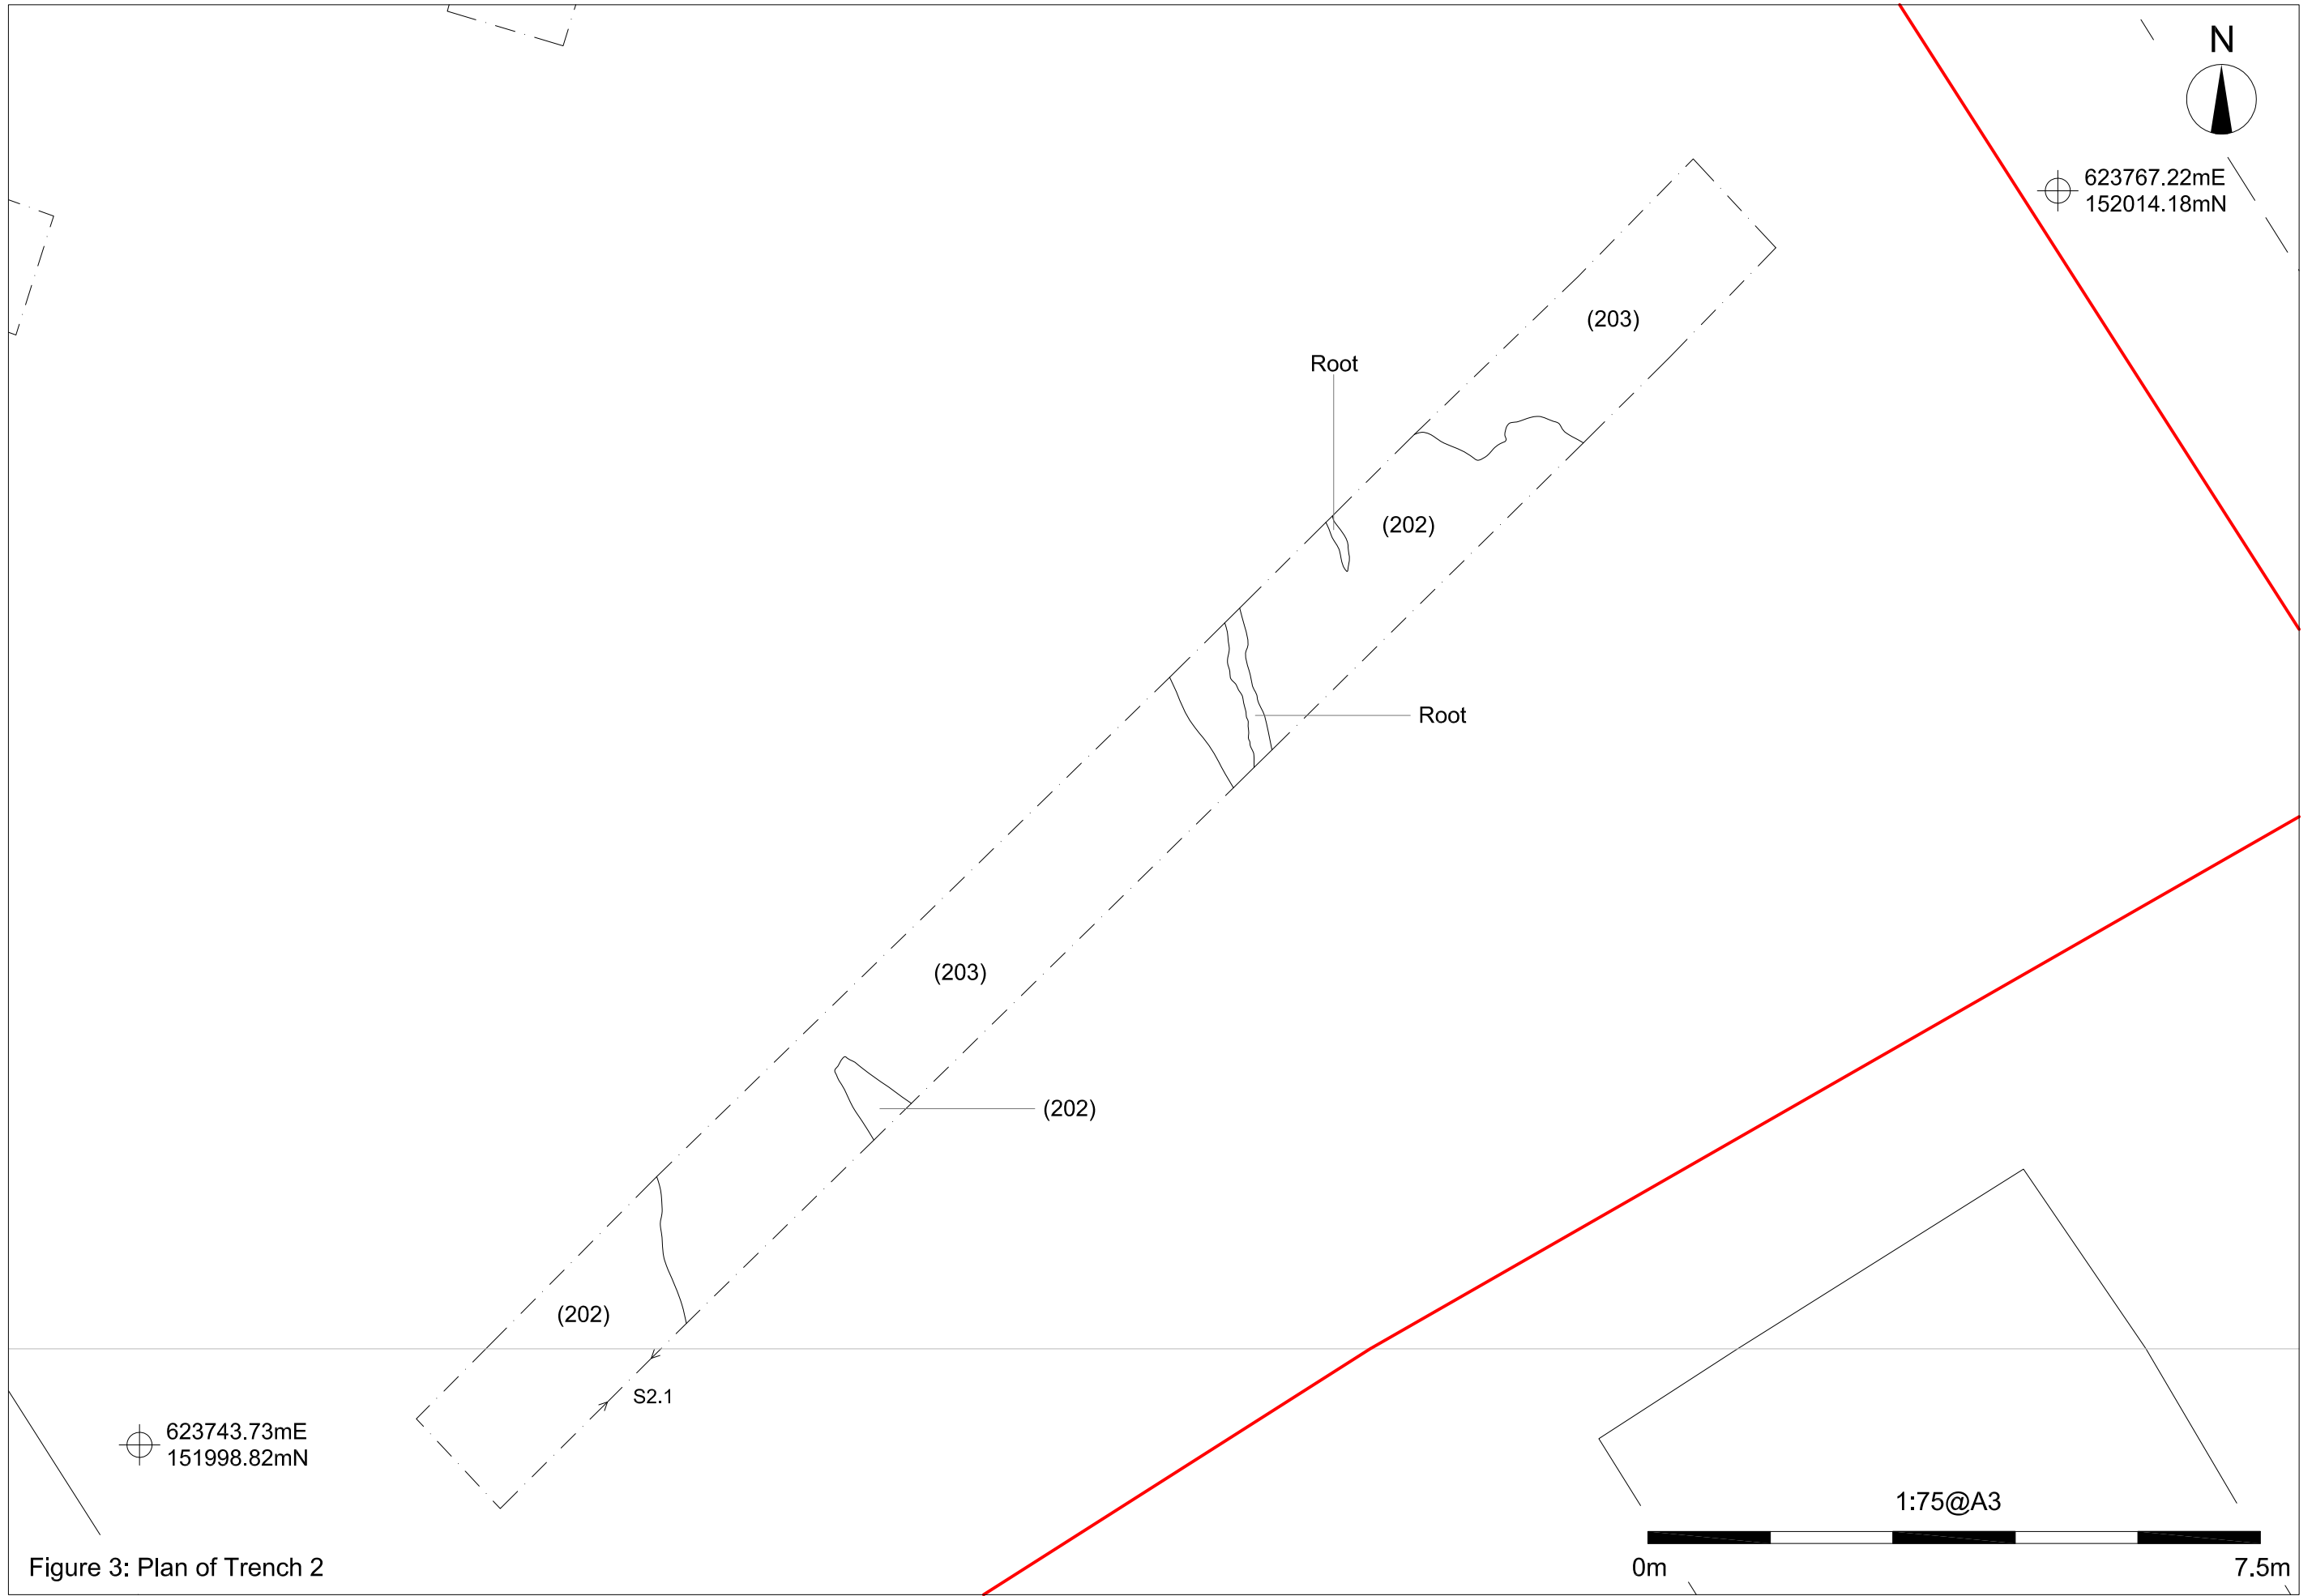 N
623767.22mE
152014.18mN
(203)
Root
(202)
Root
(203)
(202)
(202)
S2.1
623743.73mE
151998.82mN
1:75@A3
0m
7.5m
Figure 3: Plan of Trench 2